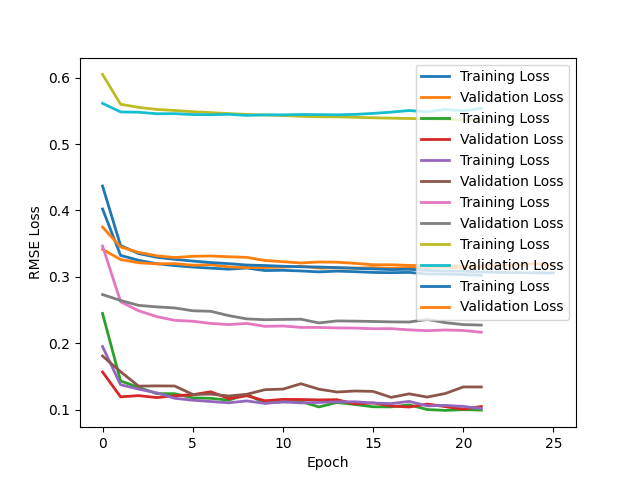 0.6
0.5
0.4
0.3
0.2
0.1
RMSE Loss
0
5
10
15
20
25
Epoch
Training Loss
Validation Loss
Training Loss
Validation Loss
Training Loss
Validation Loss
Training Loss
Validation Loss
Training Loss
Validation Loss
Training Loss
Validation Loss